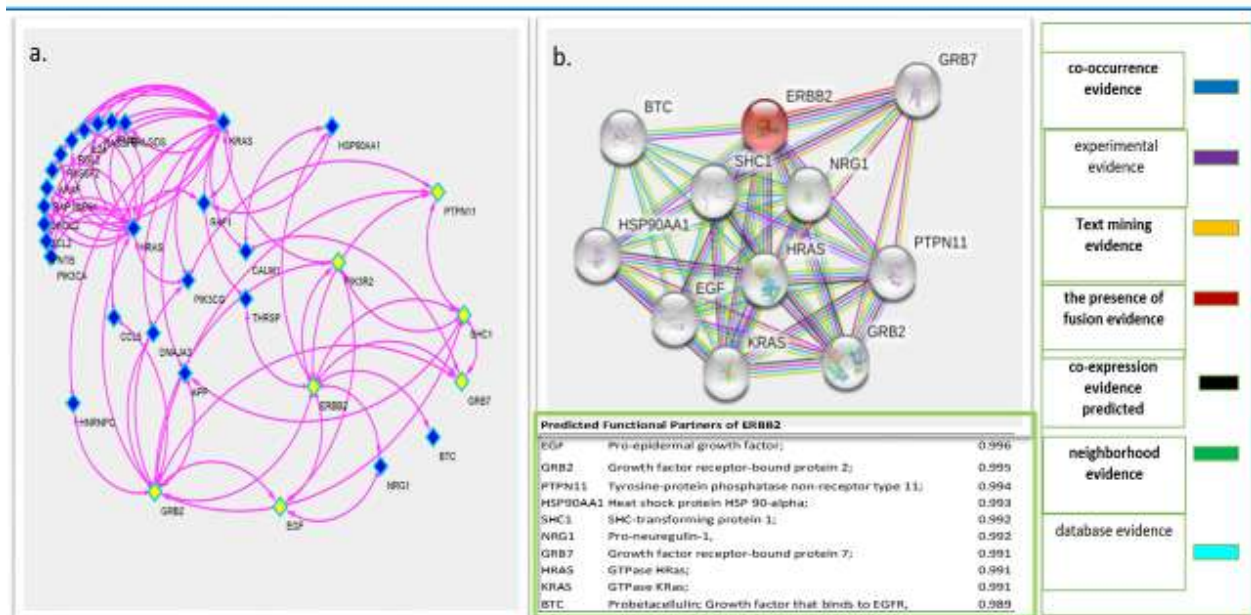 a.
KRAS
HSP90AA1
PTPN11
HRAS
CALM1
PIK3R2
PIK3CA
PIK3CG
THRSP
SHC1
CCL5
DNAJA3
APP
GRB7
ERBB2
HNRNPC
BTC
NRG1
GRB2
EGF
b.
GRB7
ERBB2
BTC
SHC1
NRG1
HSP90AA1
HRAS
PTPN11
EGF
KRAS
GRB2
Predicted Functional Partners of ERBB2
EGF Pro-epidermal growth factor; 0.996
GRB2 Growth factor receptor-bound protein 2; 0.995
PTPN11 Tyrosine-protein phosphatase non-receptor type 11; 0.994
HSP90AA1 Heat shock protein HSP 90-alpha; 0.993
SHC1 SHC-transforming protein 1; 0.992
NRG1 Pro-neuregulin-1, 0.992
GRB7 Growth factor receptor-bound protein 7; 0.991
HRAS GTPase HRas; 0.991
KRAS GTPase KRas; 0.991
BTC Probetacellulin; Growth factor that binds to EGFR, 0.989
co-occurrence
evidence
experimental
evidence
Text mining
evidence
the presence of
fusion evidence
co-expression
evidence
predicted
neighborhood
evidence
database evidence